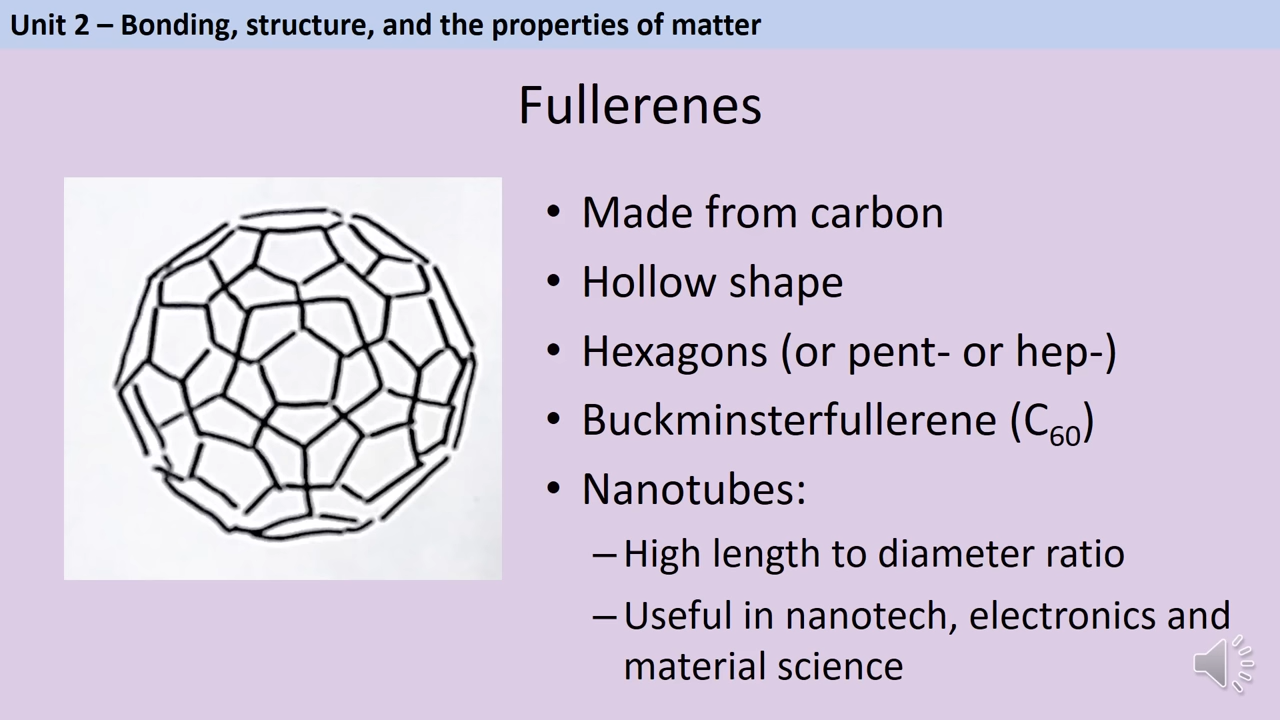 Unit 2 – Bonding, structure, and the properties of matter
Fullerenes
• Made from carbon
• Hollow shape
• Hexagons (or pent- or hep-)
• Buckminsterfullerene (C₆₀)
• Nanotubes:
– High length to diameter ratio
– Useful in nanotech, electronics and
material science